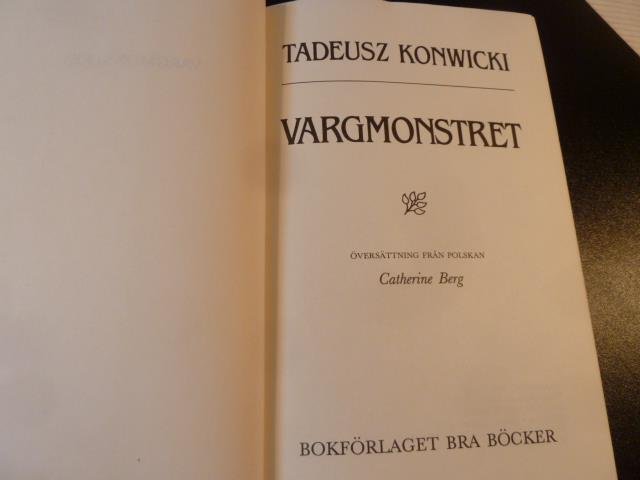 TADEUSZ KONWICKI
VARGMONSTRET
ÖVERSÄTTNING FRÅN POLSKAN
Catherine Berg
BOKFÖRLAGET BRA BÖCKER